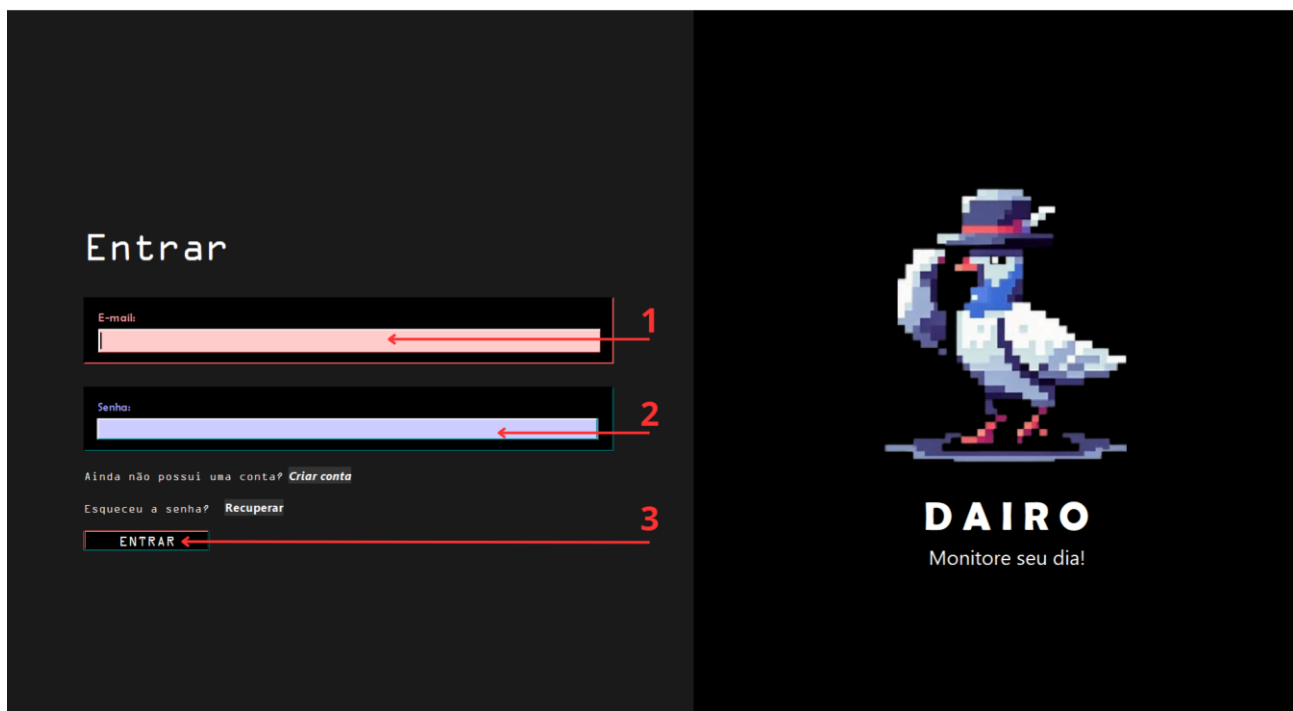 Entrar
E-mail:
1
Senha:
2
Ainda não possui uma conta? Criar conta
Esqueceu a senha? Recuperar
3
ENTRAR
DAIRO
Monitore seu dia!